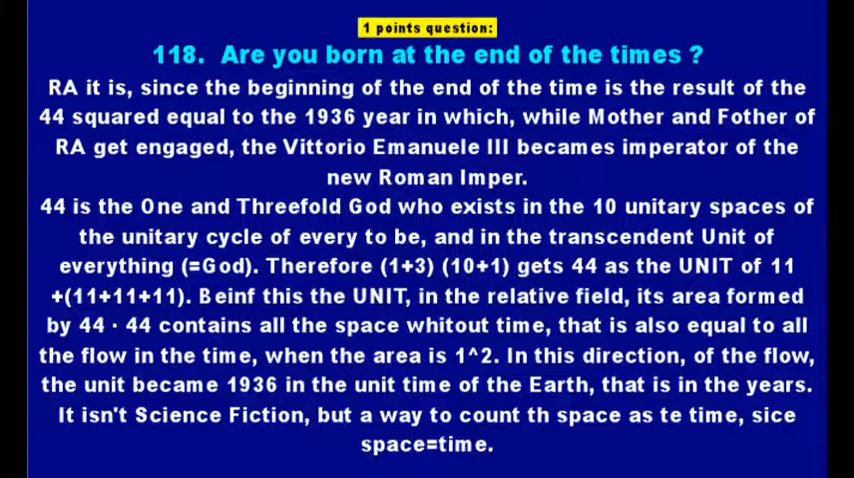 1 points question:
118. Are you born at the end of the times ?
RA it is, since the beginning of the end of the time is the result of the
44 squared equal to the 1936 year in which, while Mother and Fother of
RA get engaged, the Vittorio Emanuele III becames imperator of the
new Roman Imper.
44 is the One and Threefold God who exists in the 10 unitary spaces of
the unitary cycle of every to be, and in the transcendent Unit of
everything (=God). Therefore (1+3) (10+1) gets 44 as the UNIT of 11
+(11+11+11). Beinf this the UNIT, in the relative field, its area formed
by 44 · 44 contains all the space whitout time, that is also equal to all
the flow in the time, when the area is 1^2. In this direction, of the flow,
the unit became 1936 in the unit time of the Earth, that is in the years.
It isn't Science Fiction, but a way to count th space as te time, sice
space=time.